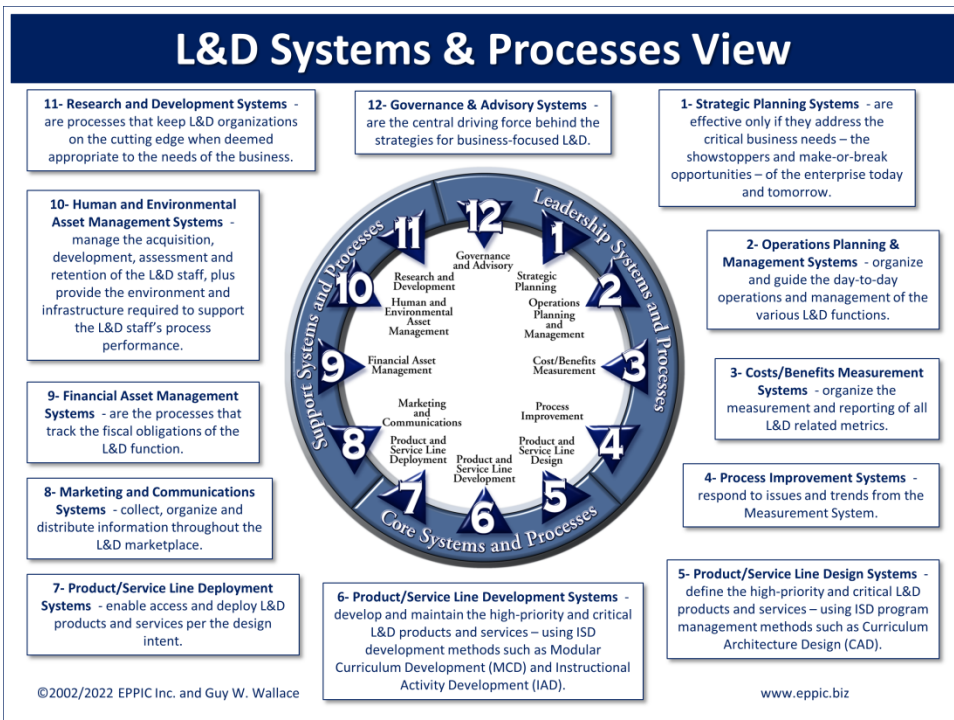 L&D Systems & Processes View
11- Research and Development Systems -
are processes that keep L&D organizations
on the cutting edge when deemed
appropriate to the needs of the business.
12- Governance & Advisory Systems -
are the central driving force behind the
strategies for business-focused L&D.
1- Strategic Planning Systems - are
effective only if they address the
critical business needs – the
showstoppers and make-or-break
opportunities – of the enterprise today
and tomorrow.
10- Human and Environmental
Asset Management Systems -
manage the acquisition,
development, assessment and
retention of the L&D staff, plus
provide the environment and
infrastructure required to support
the L&D staff's process
performance.
2- Operations Planning &
Management Systems - organize
and guide the day-to-day
operations and management of the
various L&D functions.
9- Financial Asset Management
Systems - are the processes that
track the fiscal obligations of the
L&D function.
3- Costs/Benefits Measurement
Systems - organize the
measurement and reporting of all
L&D related metrics.
8- Marketing and Communications
Systems - collect, organize and
distribute information throughout the
L&D marketplace.
4- Process Improvement Systems -
respond to issues and trends from the
Measurement System.
7- Product/Service Line Deployment
Systems - enable access and deploy L&D
products and services per the design
intent.
6- Product/Service Line Development Systems -
develop and maintain the high-priority and critical
L&D products and services – using ISD
development methods such as Modular
Curriculum Development (MCD) and Instructional
Activity Development (IAD).
5- Product/Service Line Design Systems -
define the high-priority and critical L&D
products and services – using ISD program
management methods such as Curriculum
Architecture Design (CAD).
Leadership Systems and Processes
Core Systems and Processes
Support Systems and Processes
12
Governance
and Advisory
1
Strategic
Planning
2
Operations
Planning
and
Management
3
Cost/Benefits
Measurement
4
Process
Improvement
5
Product and
Service Line
Design
6
Product and
Service Line
Development
7
Product and
Service Line
Deployment
8
Marketing
and
Communications
9
Financial Asset
Management
10
Human and
Environmental
Asset
Management
11
Research and
Development
©2002/2022 EPPIC Inc. and Guy W. Wallace
www.eppic.biz